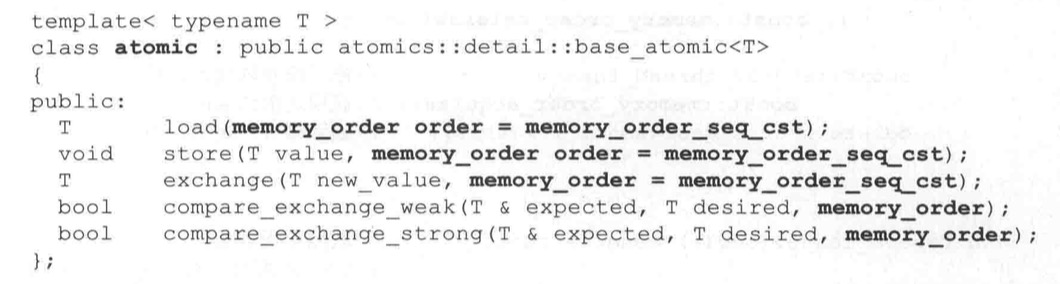 template< typename T >
class atomic : public atomics::detail::base_atomic<T>
{
public:
T load(memory_order order = memory_order_seq_cst);
void store(T value, memory_order order = memory_order_seq_cst);
T exchange(T new_value, memory_order = memory_order_seq_cst);
bool compare_exchange_weak(T & expected, T desired, memory_order);
bool compare_exchange_strong(T & expected, T desired, memory_order);
};